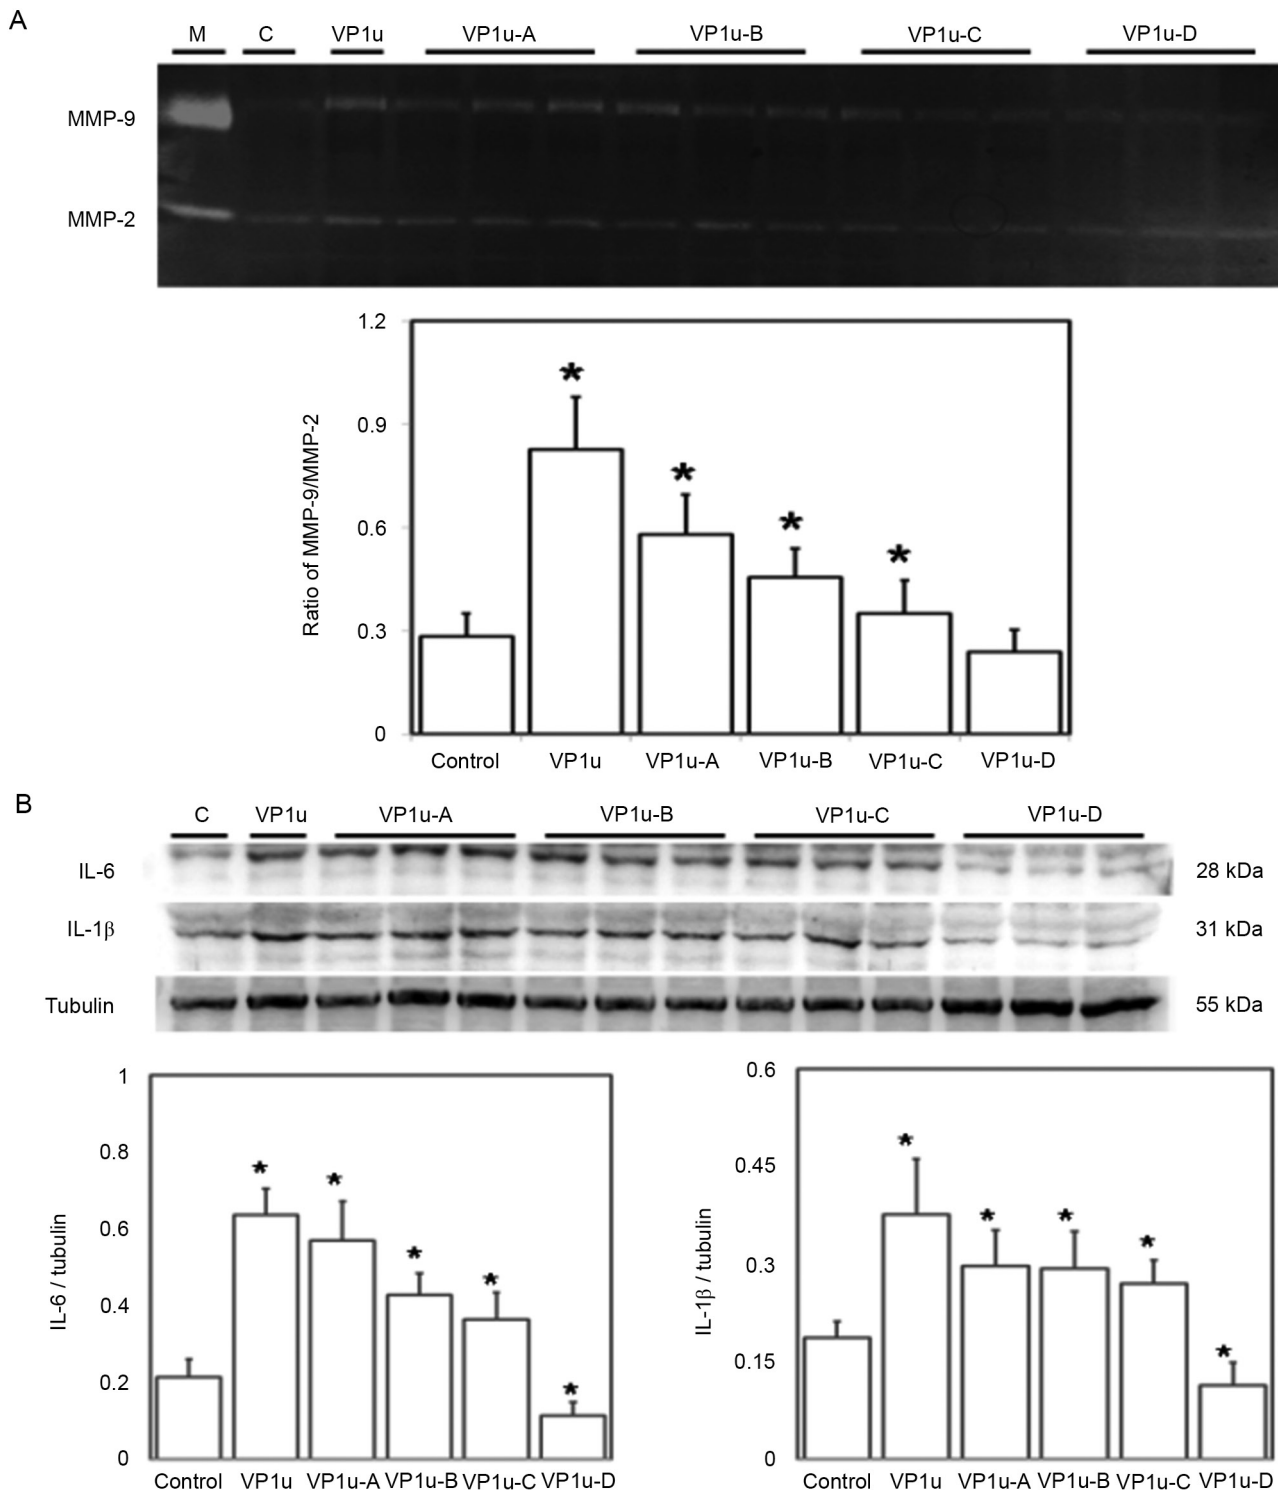 A
M C VP1u VP1u-A VP1u-B VP1u-C VP1u-D
MMP-9
MMP-2
1.2
0.9
0.6
0.3
0
Ratio of MMP-9/MMP-2
* * * *
Control VP1u VP1u-A VP1u-B VP1u-C VP1u-D
B
C VP1u VP1u-A VP1u-B VP1u-C VP1u-D
IL-6 28 kDa
IL-1β 31 kDa
Tubulin 55 kDa
1
0.8
0.6
0.4
0.2
0
IL-6 / tubulin
* * * * *
Control VP1u VP1u-A VP1u-B VP1u-C VP1u-D
0.6
0.45
0.3
0.15
0
IL-1β / tubulin
* * * * *
Control VP1u VP1u-A VP1u-B VP1u-C VP1u-D